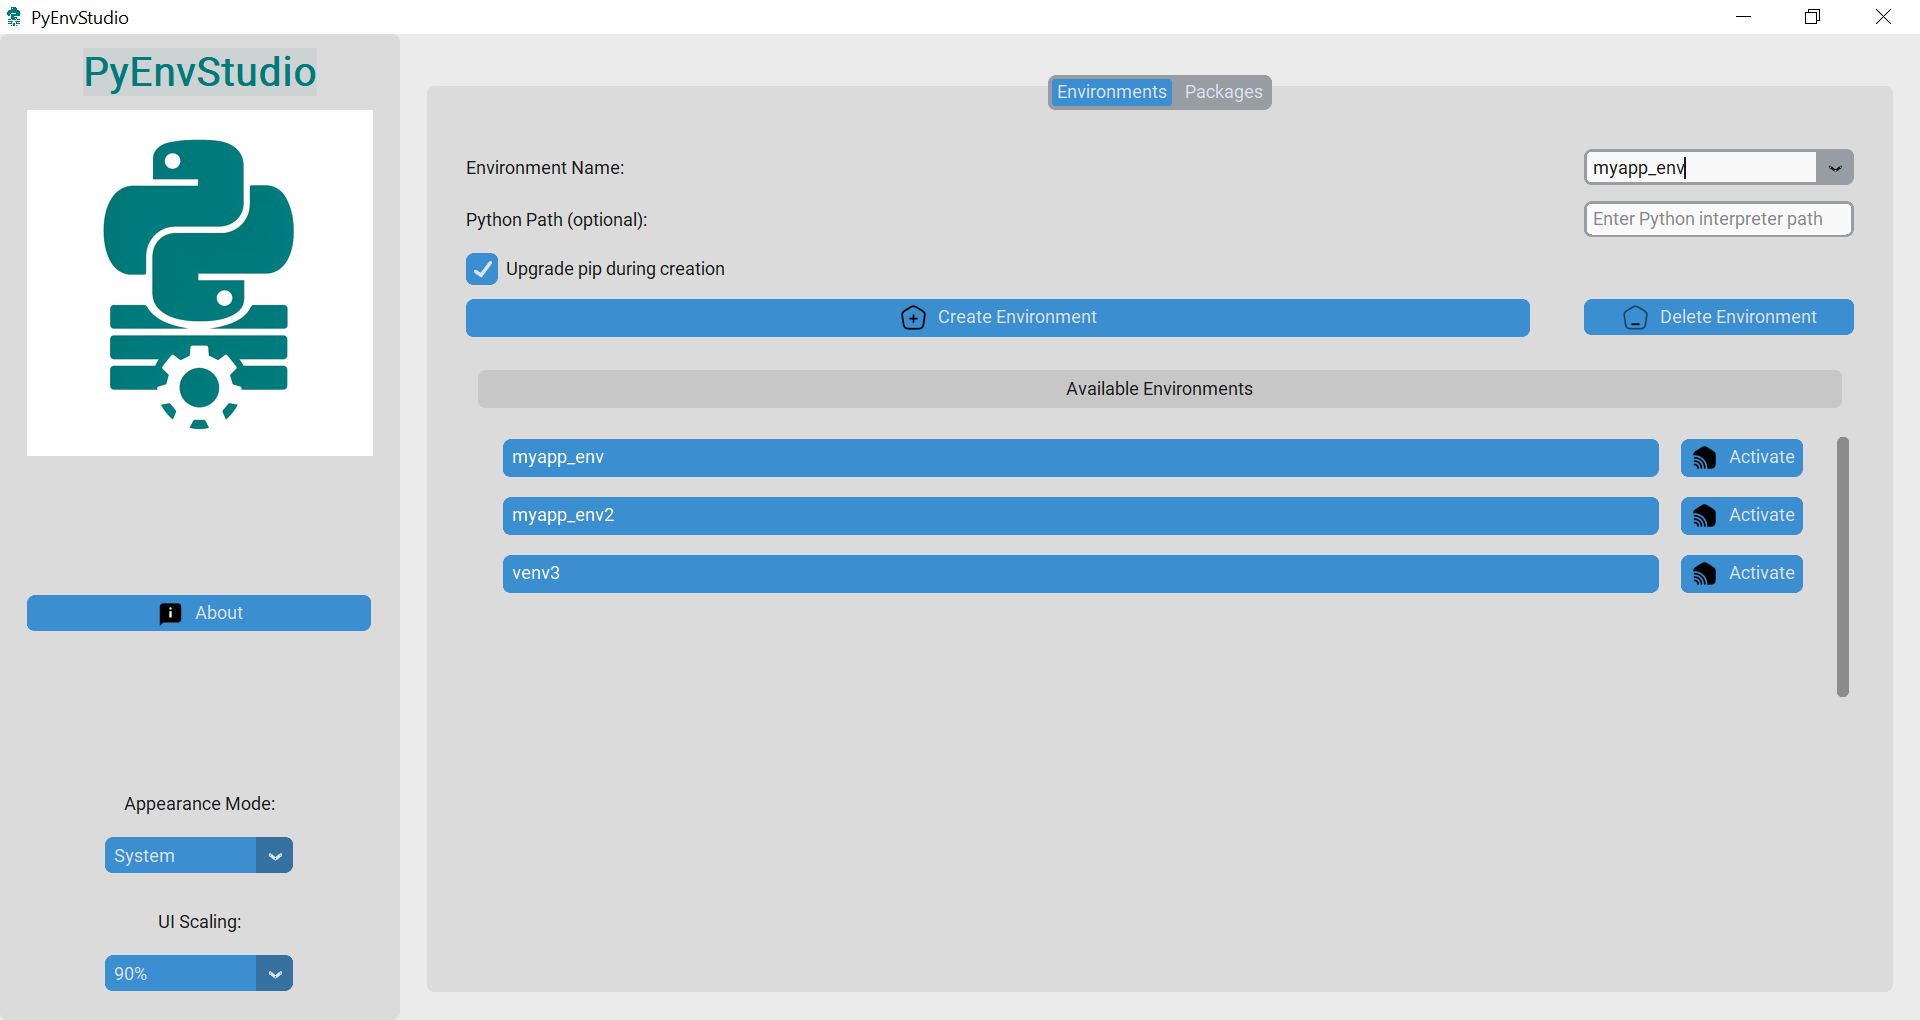 PyEnvStudio
PyEnvStudio
Environments Packages
Environment Name:
myapp_env
Python Path (optional):
Enter Python interpreter path
Upgrade pip during creation
Create Environment
Delete Environment
Available Environments
myapp_env
Activate
myapp_env2
Activate
venv3
Activate
About
Appearance Mode:
System
UI Scaling:
90%